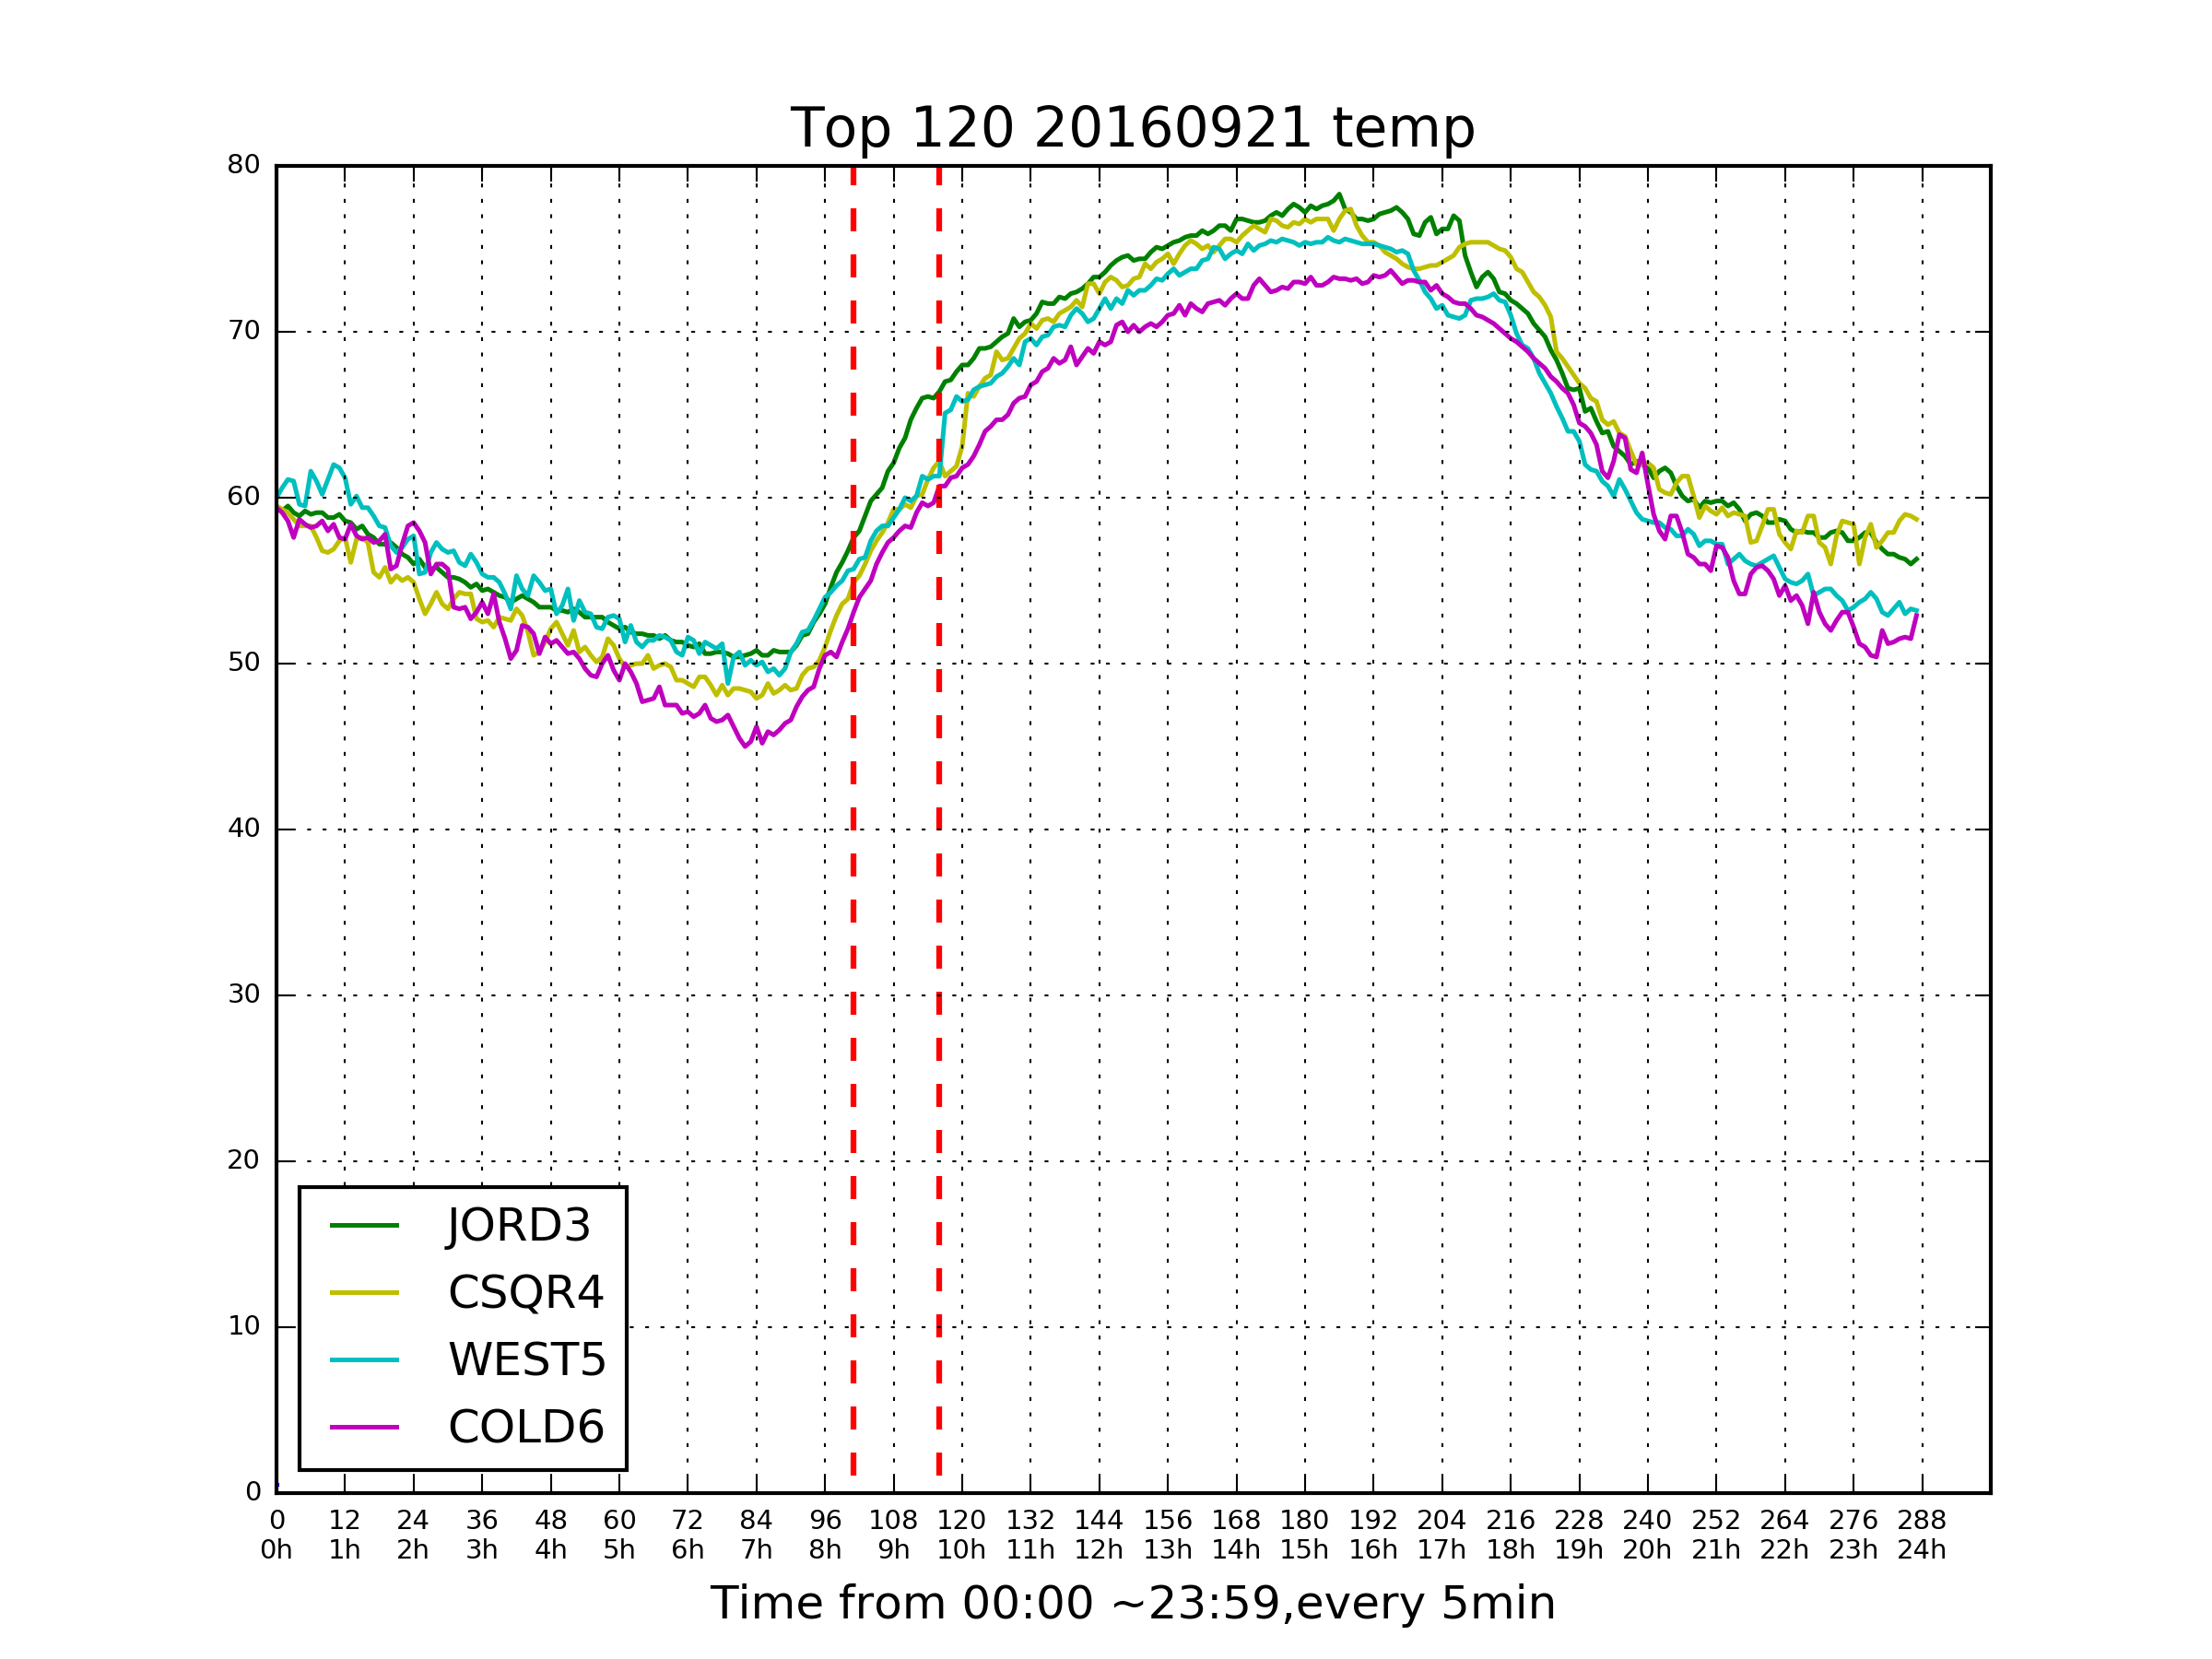 Top 120 20160921 temp
80
70
60
50
40
30
20
10
0
JORD3
CSQR4
WEST5
COLD6
0 12 24 36 48 60 72 84 96 108 120 132 144 156 168 180 192 204 216 228 240 252 264 276 288
0h 1h 2h 3h 4h 5h 6h 7h 8h 9h 10h 11h 12h 13h 14h 15h 16h 17h 18h 19h 20h 21h 22h 23h 24h
Time from 00:00 ~23:59,every 5min